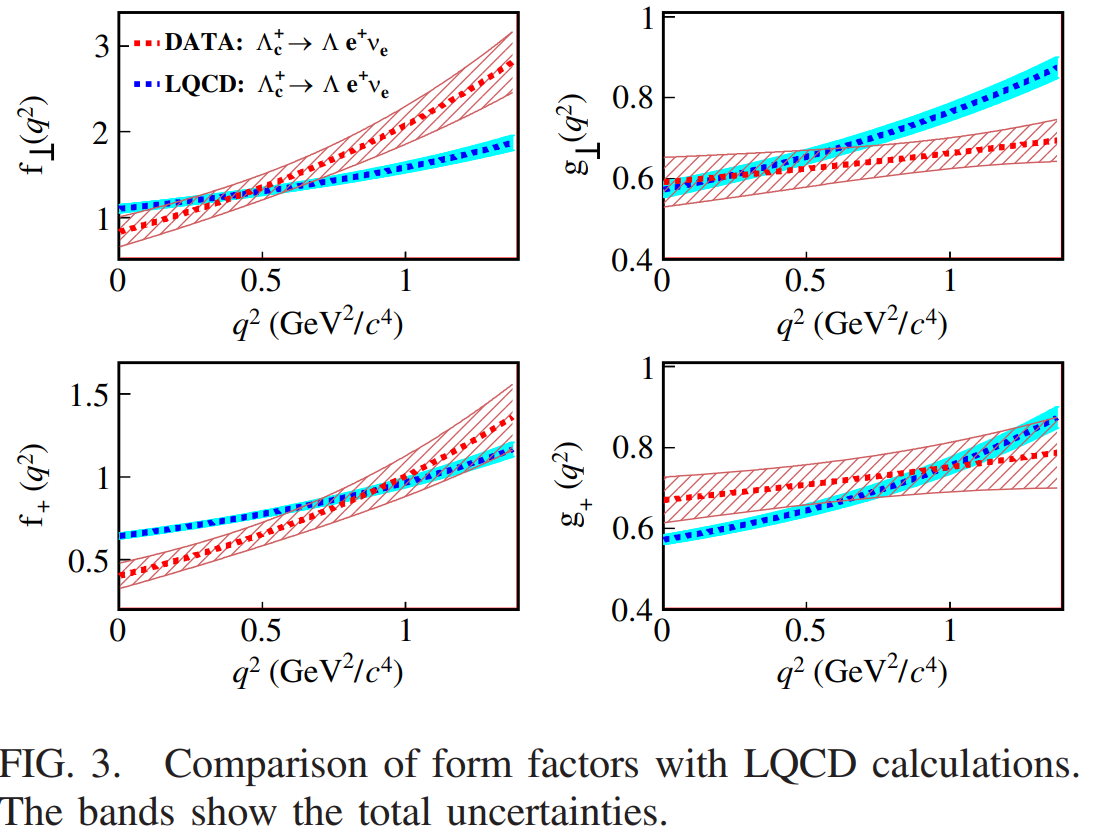 f⊥(q²)
3
2
1
DATA: Λc⁺→ Λ e⁺νe
LQCD: Λc⁺→ Λ e⁺νe
0 0.5 1
q² (GeV²/c⁴)
g⊥(q²)
1
0.8
0.6
0.4
0 0.5 1
q² (GeV²/c⁴)
f₊(q²)
1.5
1
0.5
0 0.5 1
q² (GeV²/c⁴)
g₊(q²)
1
0.8
0.6
0.4
0 0.5 1
q² (GeV²/c⁴)
FIG. 3. Comparison of form factors with LQCD calculations.
The bands show the total uncertainties.